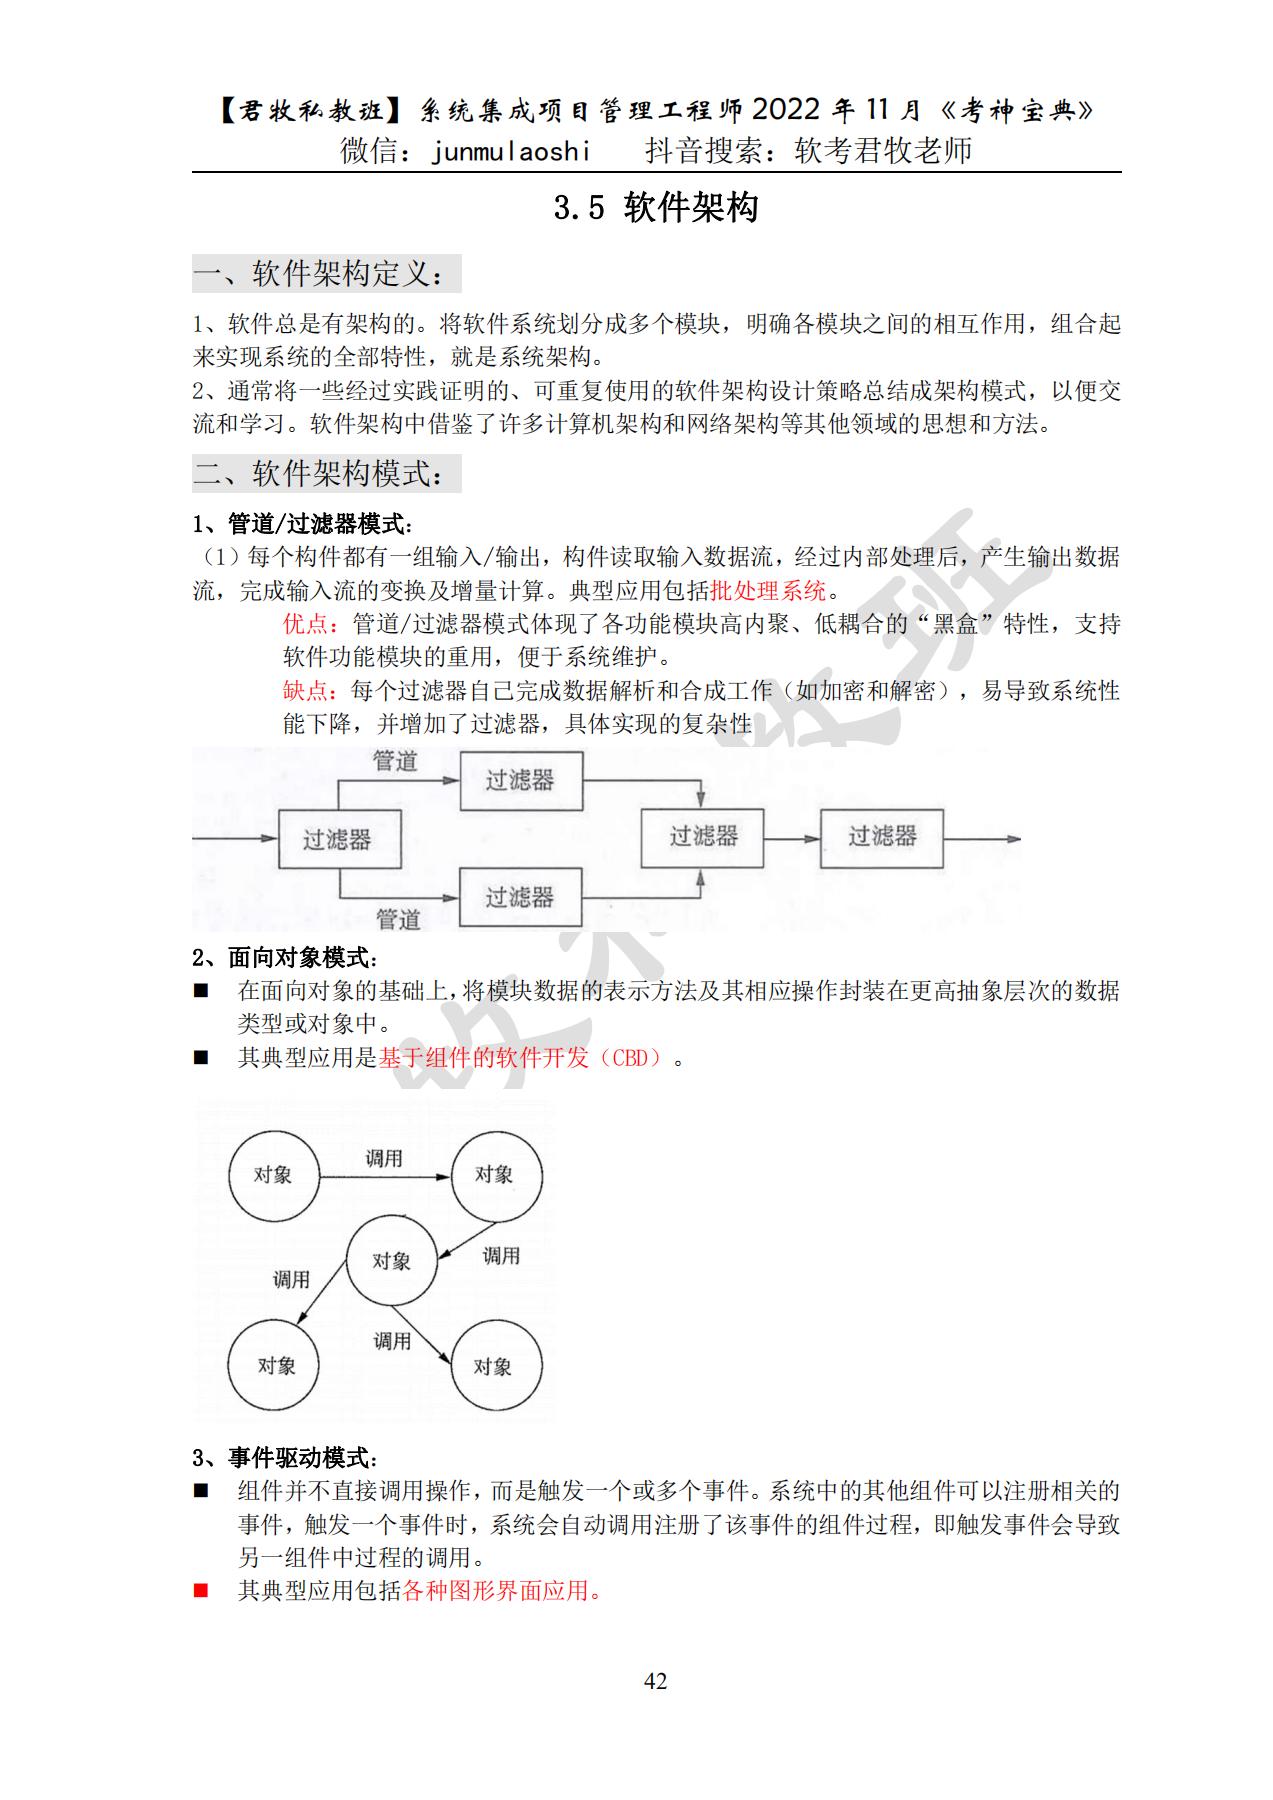 【君牧私教班】系统集成项目管理工程师 2022 年 11 月《考神宝典》
微信：junmulaoshi 抖音搜索：软考君牧老师
3.5 软件架构
一、软件架构定义：
1、软件总是有架构的。将软件系统划分成多个模块，明确各模块之间的相互作用，组合起
来实现系统的全部特性，就是系统架构。
2、通常将一些经过实践证明的、可重复使用的软件架构设计策略总结成架构模式，以便交
流和学习。软件架构中借鉴了许多计算机架构和网络架构等其他领域的思想和方法。
二、软件架构模式：
1、管道/过滤器模式：
（1）每个构件都有一组输入/输出，构件读取输入数据流，经过内部处理后，产生输出数据
流，完成输入流的变换及增量计算。典型应用包括批处理系统。
优点：管道/过滤器模式体现了各功能模块高内聚、低耦合的“黑盒”特性，支持
软件功能模块的重用，便于系统维护。
缺点：每个过滤器自己完成数据解析和合成工作（如加密和解密），易导致系统性
能下降，并增加了过滤器，具体实现的复杂性
管道
过滤器
过滤器
过滤器
过滤器
过滤器
管道
2、面向对象模式：
■ 在面向对象的基础上，将模块数据的表示方法及其相应操作封装在更高抽象层次的数据
类型或对象中。
■ 其典型应用是基于组件的软件开发（CBD）。
对象
调用
对象
对象
调用
调用
调用
对象
对象
3、事件驱动模式：
■ 组件并不直接调用操作，而是触发一个或多个事件。系统中的其他组件可以注册相关的
事件，触发一个事件时，系统会自动调用注册了该事件的组件过程，即触发事件会导致
另一组件中过程的调用。
■ 其典型应用包括各种图形界面应用。
42